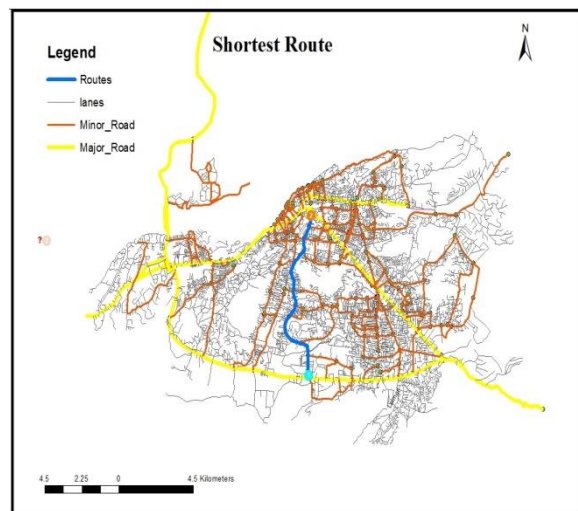 Shortest Route
N
Legend
Routes
lanes
Minor_Road
Major_Road
?
4.5 2.25 0 4.5 Kilometers